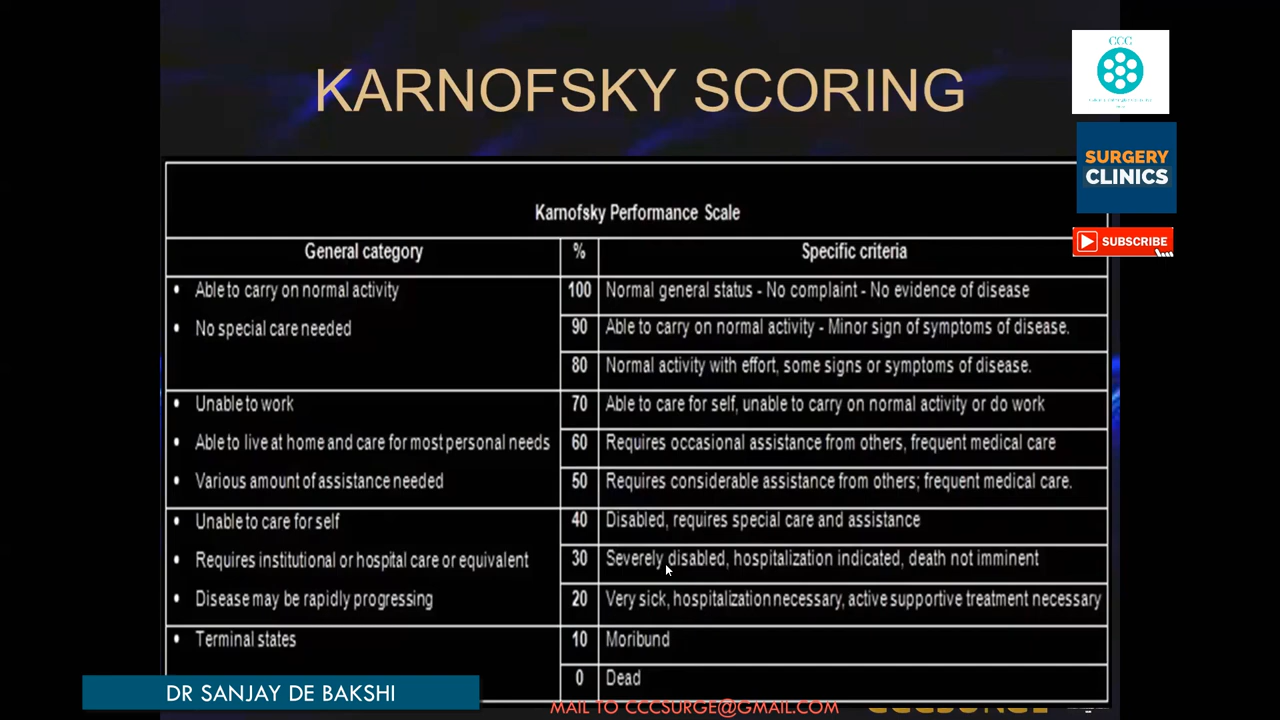 KARNOFSKY SCORING
CCC
SURGERY
CLINICS
SUBSCRIBE
Karnofsky Performance Scale
General category % Specific criteria
• Able to carry on normal activity 100 Normal general status - No complaint - No evidence of disease
• No special care needed 90 Able to carry on normal activity - Minor sign of symptoms of disease.
80 Normal activity with effort, some signs or symptoms of disease.
• Unable to work 70 Able to care for self, unable to carry on normal activity or do work
• Able to live at home and care for most personal needs 60 Requires occasional assistance from others, frequent medical care
• Various amount of assistance needed 50 Requires considerable assistance from others; frequent medical care.
• Unable to care for self 40 Disabled, requires special care and assistance
• Requires institutional or hospital care or equivalent 30 Severely disabled, hospitalization indicated, death not imminent
• Disease may be rapidly progressing 20 Very sick, hospitalization necessary, active supportive treatment necessary
• Terminal states 10 Moribund
0 Dead
DR SANJAY DE BAKSHI
MAIL TO CCCSURGE@GMAIL.COM